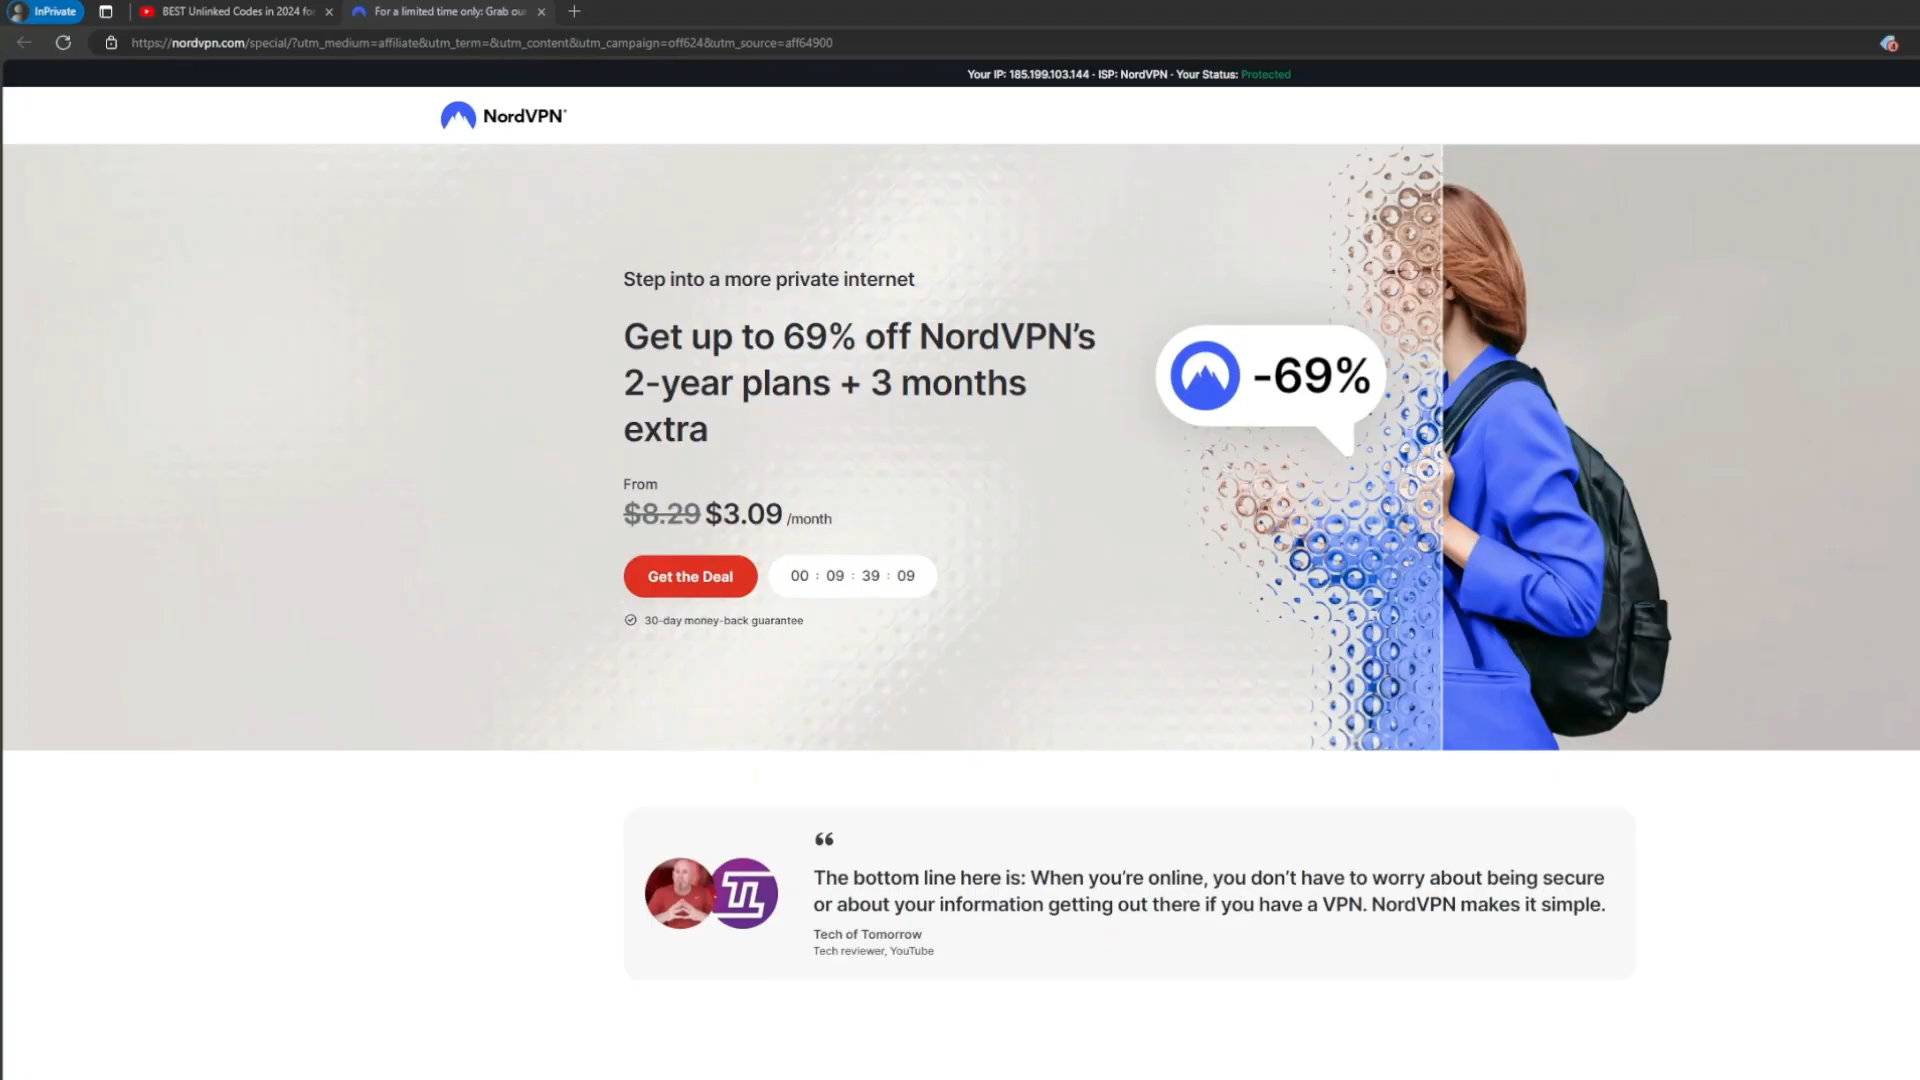 InPrivate
BEST Unlinked Codes in 2024 fo
For a limited time only: Grab ou
https://nordvpn.com/special/?utm_medium=affiliate&utm_term=&utm_content&utm_campaign=off624&utm_source=aff64900
4
Your IP: 185.199.103.144 · ISP: NordVPN · Your Status: Protected
NordVPN®
Step into a more private internet
Get up to 69% off NordVPN’s
2-year plans + 3 months
extra
-69%
From
$8.29 $3.09 /month
Get the Deal
00 : 09 : 39 : 09
30-day money-back guarantee
“
The bottom line here is: When you’re online, you don’t have to worry about being secure
or about your information getting out there if you have a VPN. NordVPN makes it simple.
Tech of Tomorrow
Tech reviewer, YouTube